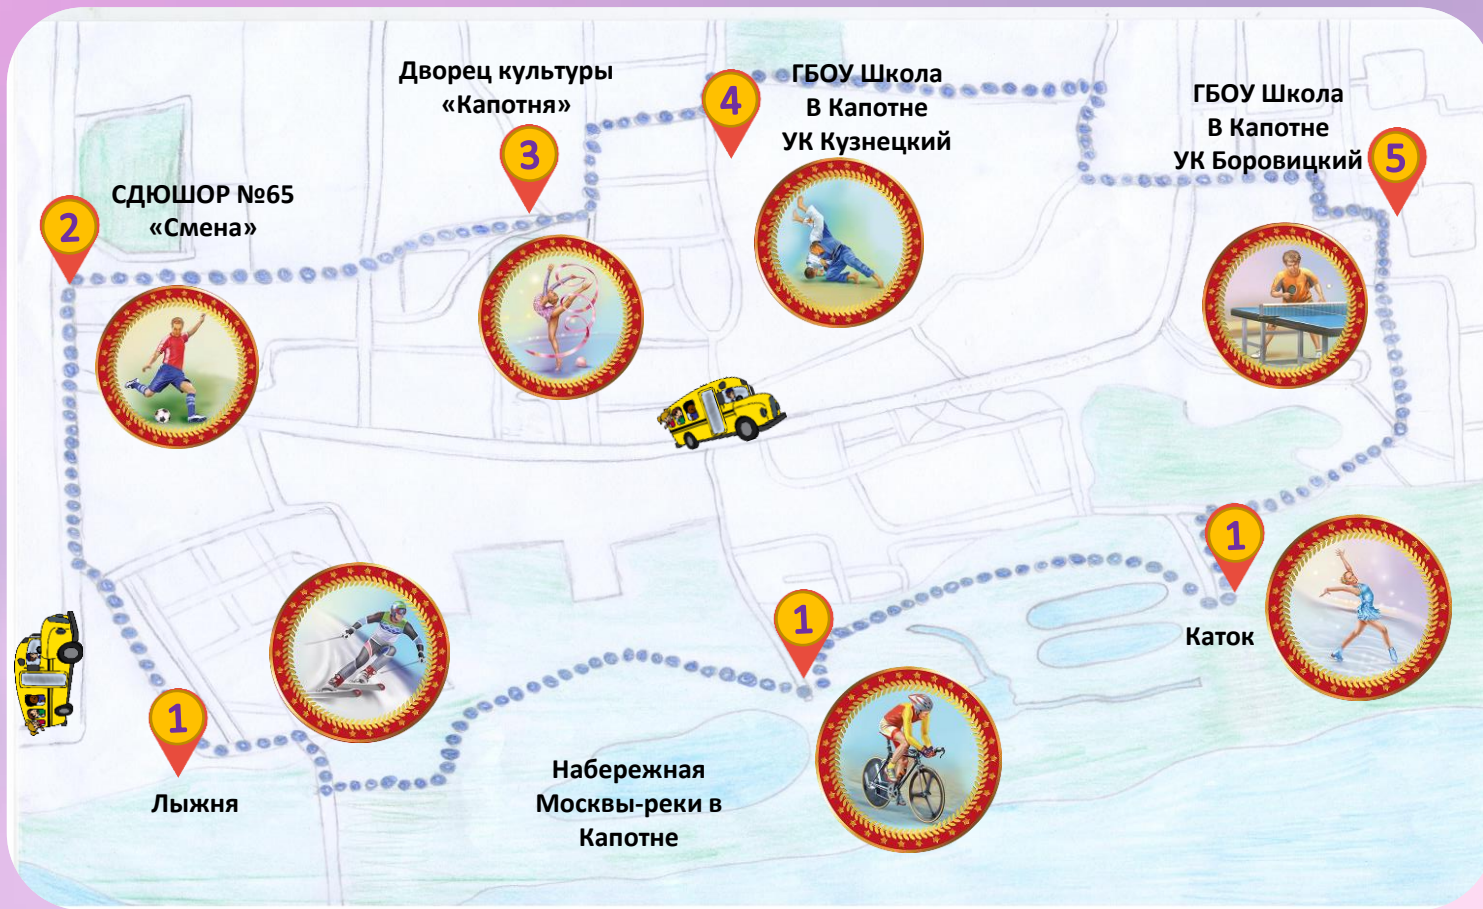 Дворец культуры
«Капотня»
3
4
ГБОУ Школа
В Капотне
УК Кузнецкий
ГБОУ Школа
В Капотне
УК Боровицкий
5
2
СДЮШОР №65
«Смена»
1
Каток
1
1
Лыжня
Набережная
Москвы-реки в
Капотне